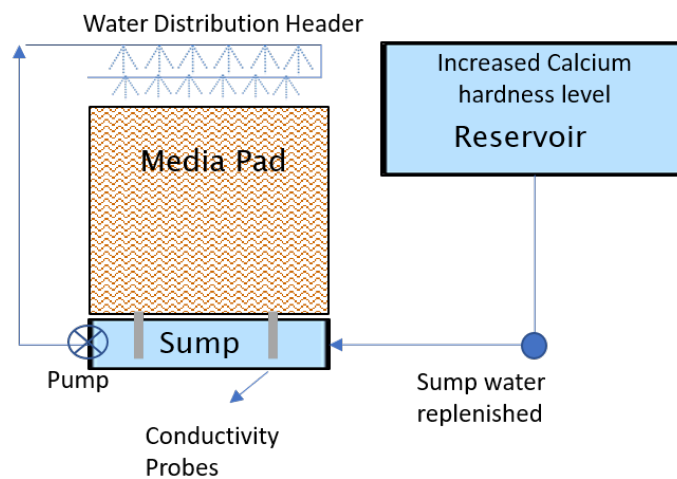 Water Distribution Header
Increased Calcium
hardness level
Reservoir
Media Pad
Sump
Pump
Sump water
replenished
Conductivity
Probes